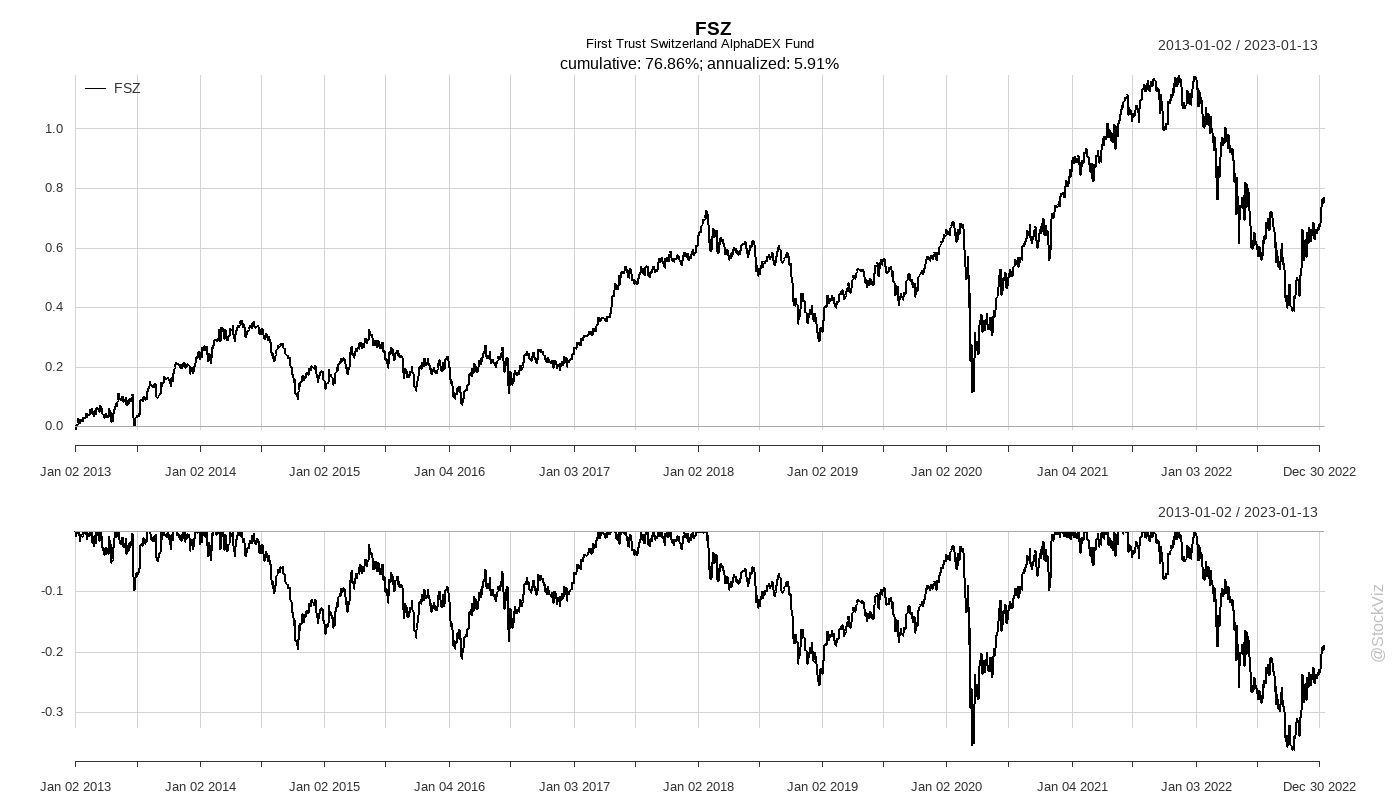 FSZ
First Trust Switzerland AlphaDEX Fund
2013-01-02 / 2023-01-13
cumulative: 76.86%; annualized: 5.91%
FSZ
1.0
0.8
0.6
0.4
0.2
0.0
Jan 02 2013 Jan 02 2014 Jan 02 2015 Jan 04 2016 Jan 03 2017 Jan 02 2018 Jan 02 2019 Jan 02 2020 Jan 04 2021 Jan 03 2022 Dec 30 2022
2013-01-02 / 2023-01-13
-0.1
-0.2
-0.3
Jan 02 2013 Jan 02 2014 Jan 02 2015 Jan 04 2016 Jan 03 2017 Jan 02 2018 Jan 02 2019 Jan 02 2020 Jan 04 2021 Jan 03 2022 Dec 30 2022
@StockViz